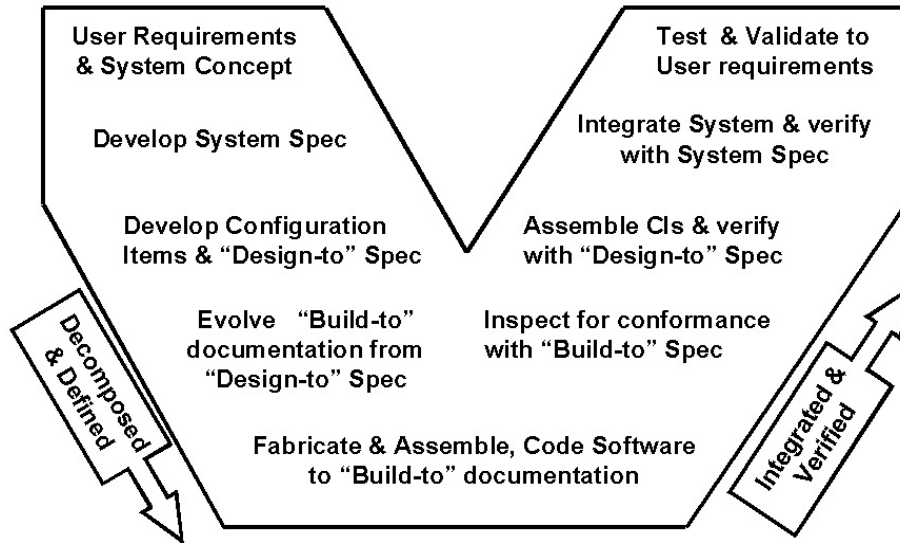 User Requirements
& System Concept
Develop System Spec
Develop Configuration
Items & “Design-to” Spec
Evolve “Build-to”
documentation from
“Design-to” Spec
Fabricate & Assemble, Code Software
to “Build-to” documentation
Inspect for conformance
with “Build-to” Spec
Assemble CIs & verify
with “Design-to” Spec
Integrate System & verify
with System Spec
Test & Validate to
User requirements
Decomposed
& Defined
Integrated &
Verified